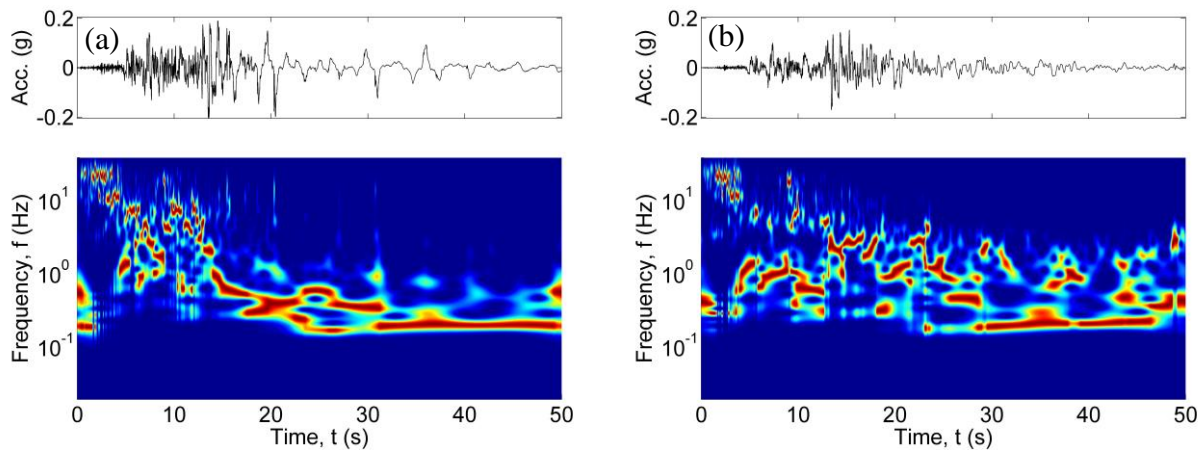 (a)
Acc. (g)
0.2
0
-0.2
Frequency, f (Hz)
10^1
10^0
10^-1
0 10 20 30 40 50
Time, t (s)
(b)
Acc. (g)
0.2
0
-0.2
Frequency, f (Hz)
10^1
10^0
10^-1
0 10 20 30 40 50
Time, t (s)